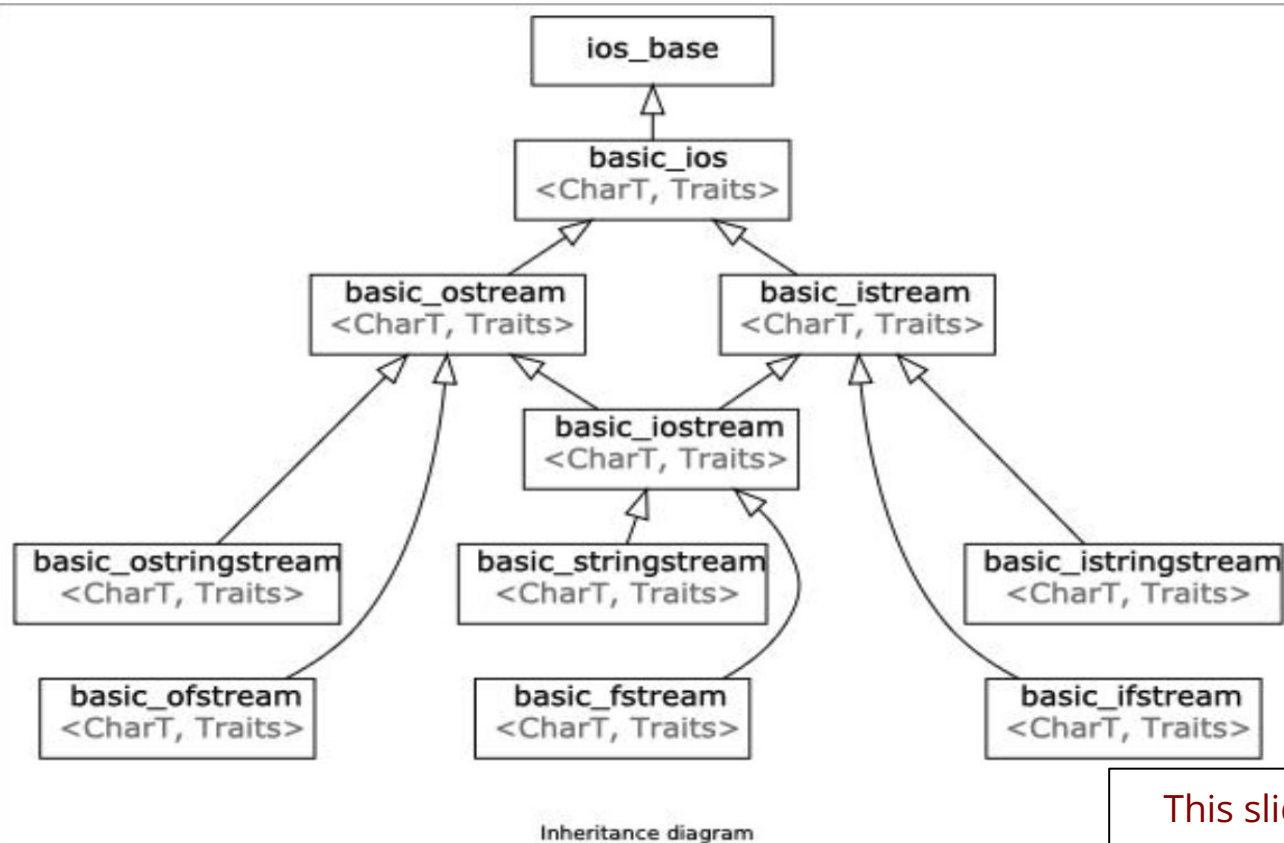 ios_base
basic_ios
<CharT, Traits>
basic_ostream
<CharT, Traits>
basic_istream
<CharT, Traits>
basic_iostream
<CharT, Traits>
basic_ostringstream
<CharT, Traits>
basic_stringstream
<CharT, Traits>
basic_istringstream
<CharT, Traits>
basic_ofstream
<CharT, Traits>
basic_fstream
<CharT, Traits>
basic_ifstream
<CharT, Traits>
This
Inheritance diagram